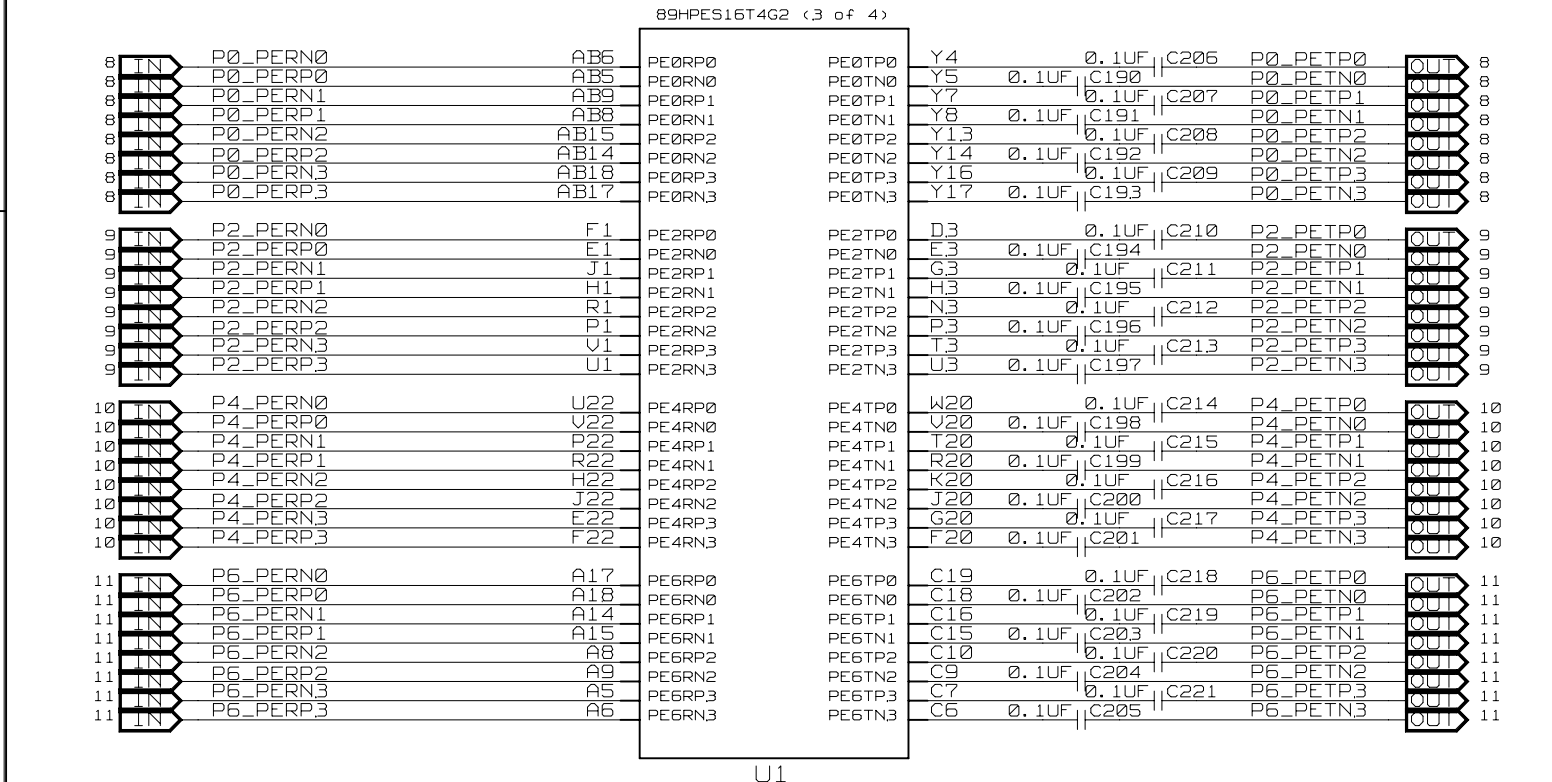 89HPES16T4G2 (3 of 4)
8 IN P0_PERN0 AB6 PE0RP0 PE0TP0 Y4 0.1UF C206 P0_PETP0 OUT 8
8 IN P0_PERP0 AB5 PE0RN0 PE0TN0 Y5 0.1UF C190 P0_PETN0 OUT 8
8 IN P0_PERN1 AB9 PE0RP1 PE0TP1 Y7 0.1UF C207 P0_PETP1 OUT 8
8 IN P0_PERP1 AB8 PE0RN1 PE0TN1 Y8 0.1UF C191 P0_PETN1 OUT 8
8 IN P0_PERN2 AB15 PE0RP2 PE0TP2 Y13 0.1UF C208 P0_PETP2 OUT 8
8 IN P0_PERP2 AB14 PE0RN2 PE0TN2 Y14 0.1UF C192 P0_PETN2 OUT 8
8 IN P0_PERN3 AB18 PE0RP3 PE0TP3 Y16 0.1UF C209 P0_PETP3 OUT 8
8 IN P0_PERP3 AB17 PE0RN3 PE0TN3 Y17 0.1UF C193 P0_PETN3 OUT 8
9 IN P2_PERN0 F1 PE2RP0 PE2TP0 D3 0.1UF C210 P2_PETP0 OUT 9
9 IN P2_PERP0 E1 PE2RN0 PE2TN0 E3 0.1UF C194 P2_PETN0 OUT 9
9 IN P2_PERN1 J1 PE2RP1 PE2TP1 G3 0.1UF C211 P2_PETP1 OUT 9
9 IN P2_PERP1 H1 PE2RN1 PE2TN1 H3 0.1UF C195 P2_PETN1 OUT 9
9 IN P2_PERN2 R1 PE2RP2 PE2TP2 N3 0.1UF C212 P2_PETP2 OUT 9
9 IN P2_PERP2 P1 PE2RN2 PE2TN2 P3 0.1UF C196 P2_PETN2 OUT 9
9 IN P2_PERN3 V1 PE2RP3 PE2TP3 T3 0.1UF C213 P2_PETP3 OUT 9
9 IN P2_PERP3 U1 PE2RN3 PE2TN3 U3 0.1UF C197 P2_PETN3 OUT 9
10 IN P4_PERN0 U22 PE4RP0 PE4TP0 W20 0.1UF C214 P4_PETP0 OUT 10
10 IN P4_PERP0 V22 PE4RN0 PE4TN0 V20 0.1UF C198 P4_PETN0 OUT 10
10 IN P4_PERN1 P22 PE4RP1 PE4TP1 T20 0.1UF C215 P4_PETP1 OUT 10
10 IN P4_PERP1 R22 PE4RN1 PE4TN1 R20 0.1UF C199 P4_PETN1 OUT 10
10 IN P4_PERN2 H22 PE4RP2 PE4TP2 K20 0.1UF C216 P4_PETP2 OUT 10
10 IN P4_PERP2 J22 PE4RN2 PE4TN2 J20 0.1UF C200 P4_PETN2 OUT 10
10 IN P4_PERN3 E22 PE4RP3 PE4TP3 G20 0.1UF C217 P4_PETP3 OUT 10
10 IN P4_PERP3 F22 PE4RN3 PE4TN3 F20 0.1UF C201 P4_PETN3 OUT 10
11 IN P6_PERN0 A17 PE6RP0 PE6TP0 C19 0.1UF C218 P6_PETP0 OUT 11
11 IN P6_PERP0 A18 PE6RN0 PE6TN0 C18 0.1UF C202 P6_PETN0 OUT 11
11 IN P6_PERN1 A14 PE6RP1 PE6TP1 C16 0.1UF C219 P6_PETP1 OUT 11
11 IN P6_PERP1 A15 PE6RN1 PE6TN1 C15 0.1UF C203 P6_PETN1 OUT 11
11 IN P6_PERN2 A8 PE6RP2 PE6TP2 C10 0.1UF C220 P6_PETP2 OUT 11
11 IN P6_PERP2 A9 PE6RN2 PE6TN2 C9 0.1UF C204 P6_PETN2 OUT 11
11 IN P6_PERN3 A5 PE6RP3 PE6TP3 C7 0.1UF C221 P6_PETP3 OUT 11
11 IN P6_PERP3 A6 PE6RN3 PE6TN3 C6 0.1UF C205 P6_PETN3 OUT 11
U1